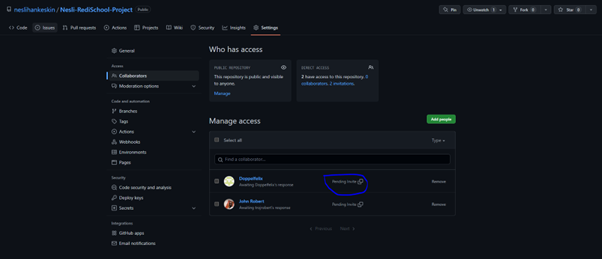 neslihankeskin / Nesli-RediSchool-Project Public
Pin Unwatch 1 Fork 0 Star 0
Code Issues Pull requests Actions Projects Wiki Security Insights Settings
General
Access
Collaborators
Moderation options
Code and automation
Branches
Tags
Actions
Webhooks
Environments
Pages
Security
Code security and analysis
Deploy keys
Secrets
Integrations
GitHub apps
Email notifications
Who has access
PUBLIC REPOSITORY
This repository is public and visible to anyone.
Manage
DIRECT ACCESS
2 have access to this repository. 0
collaborators. 2 invitations.
Manage access
Add people
Select all
Type
Find a collaborator...
Doppelfelix
Awaiting Doppelfelix's response
Pending Invite
Remove
John Robert
Pending Invite
Remove
Previous Next